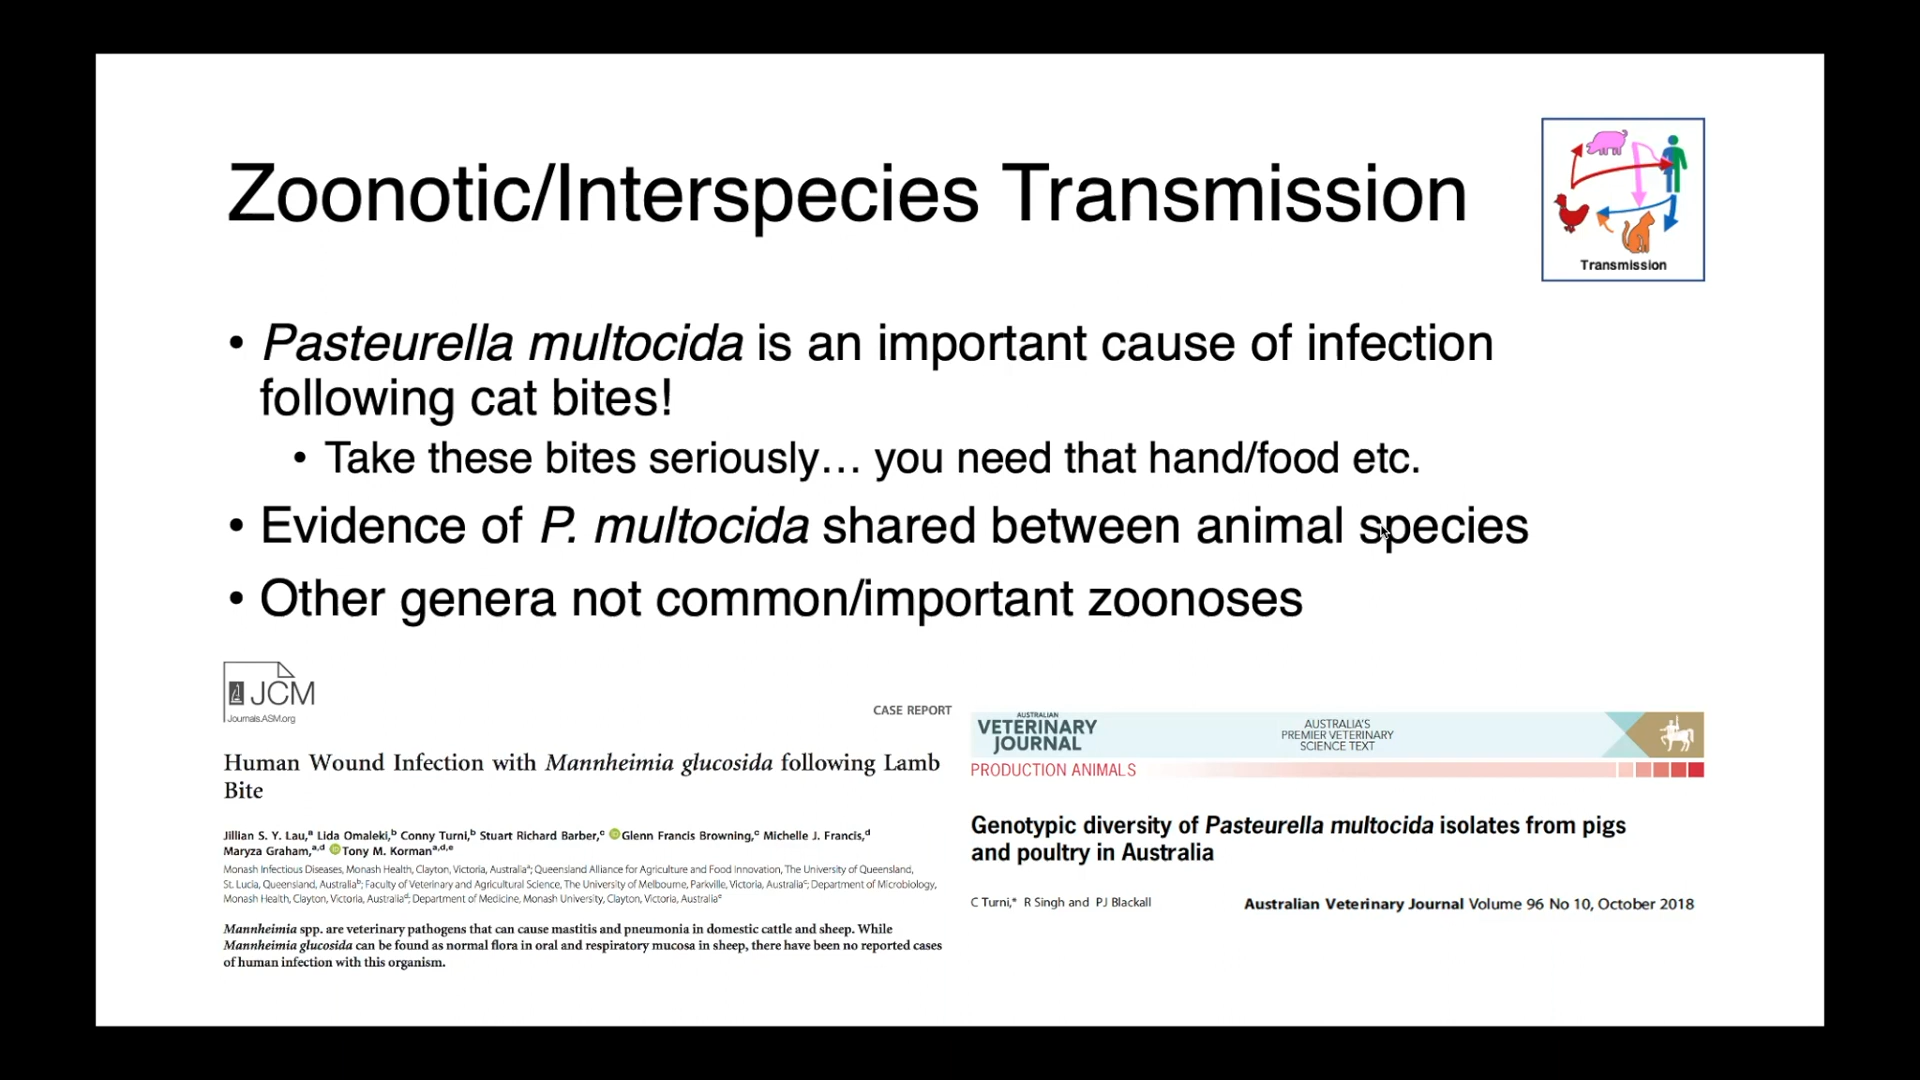 Zoonotic/Interspecies Transmission
Transmission
• Pasteurella multocida is an important cause of infection
following cat bites!
• Take these bites seriously… you need that hand/food etc.
• Evidence of P. multocida shared between animal species
• Other genera not common/important zoonoses
JCM
Journals.ASM.org
CASE REPORT
Human Wound Infection with Mannheimia glucosida following Lamb
Bite
Jillian S. Y. Lau,a Lida Omaleki,b Conny Turni,b Stuart Richard Barber,c Glenn Francis Browning,c Michelle J. Francis,d
Maryza Graham,a,d Tony M. Kormana,d,e
Monash Infectious Diseases, Monash Health, Clayton, Victoria, Australiaa; Queensland Alliance for Agriculture and Food Innovation, The University of Queensland,
St. Lucia, Queensland, Australiab; Faculty of Veterinary and Agricultural Science, The University of Melbourne, Parkville, Victoria, Australiac; Department of Microbiology,
Monash Health, Clayton, Victoria, Australiad; Department of Medicine, Monash University, Clayton, Victoria, Australiae
Mannheimia spp. are veterinary pathogens that can cause mastitis and pneumonia in domestic cattle and sheep. While
Mannheimia glucosida can be found as normal flora in oral and respiratory mucosa in sheep, there have been no reported cases
of human infection with this organism.
AUSTRALIAN
VETERINARY
JOURNAL
AUSTRALIA'S
PREMIER VETERINARY
SCIENCE TEXT
PRODUCTION ANIMALS
Genotypic diversity of Pasteurella multocida isolates from pigs
and poultry in Australia
C Turni,* R Singh and PJ Blackall
Australian Veterinary Journal Volume 96 No 10, October 2018